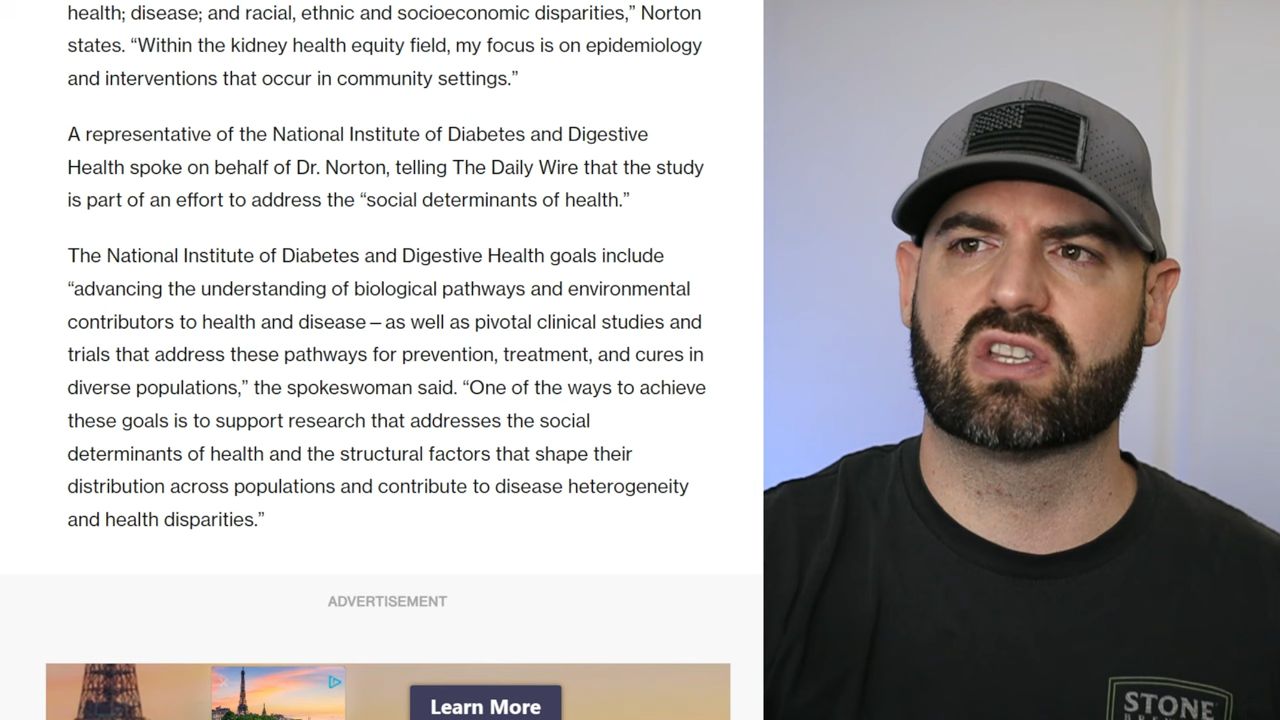 health; disease; and racial, ethnic and socioeconomic disparities,” Norton
states. “Within the kidney health equity field, my focus is on epidemiology
and interventions that occur in community settings.”
A representative of the National Institute of Diabetes and Digestive
Health spoke on behalf of Dr. Norton, telling The Daily Wire that the study
is part of an effort to address the “social determinants of health.”
The National Institute of Diabetes and Digestive Health goals include
“advancing the understanding of biological pathways and environmental
contributors to health and disease – as well as pivotal clinical studies and
trials that address these pathways for prevention, treatment, and cures in
diverse populations,” the spokeswoman said. “One of the ways to achieve
these goals is to support research that addresses the social
determinants of health and the structural factors that shape their
distribution across populations and contribute to disease heterogeneity
and health disparities.”
ADVERTISEMENT
Learn More
STONE